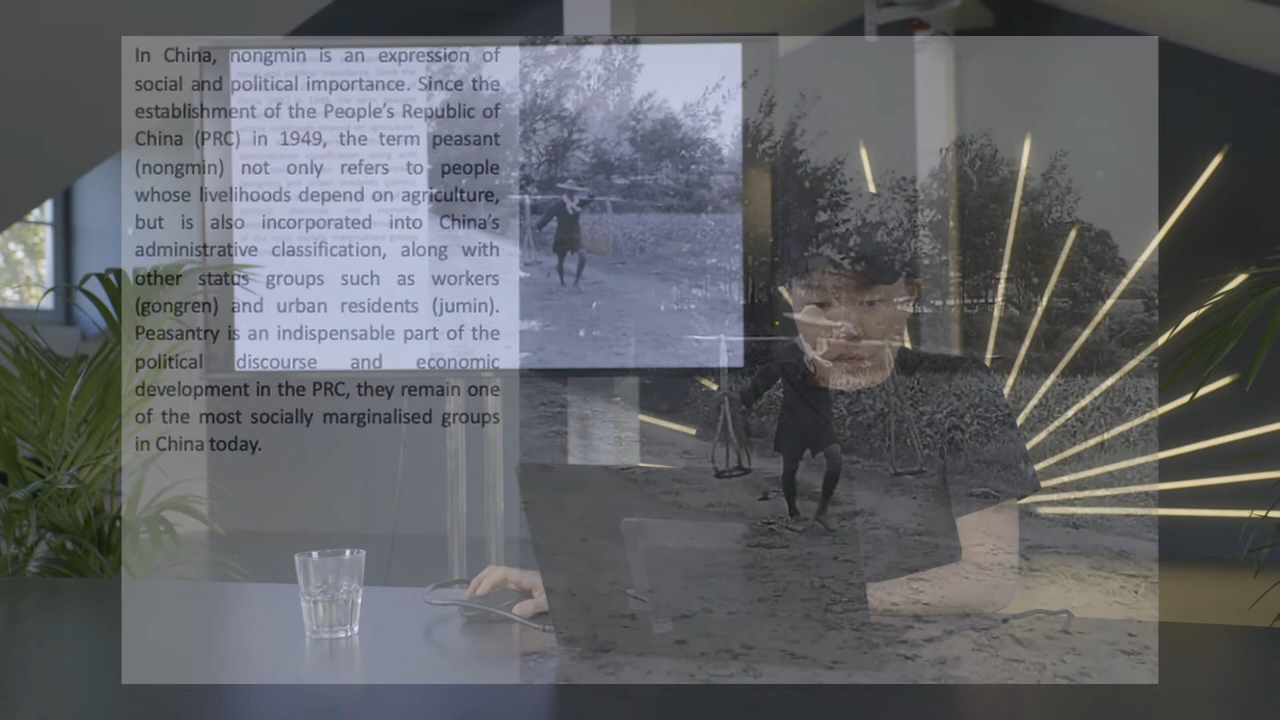 In China, nongmin is an expression of
social and political importance. Since the
establishment of the People's Republic of
China (PRC) in 1949, the term peasant
(nongmin) not only refers to people
whose livelihoods depend on agriculture,
but is also incorporated into China's
administrative classification, along with
other status groups such as workers
(gongren) and urban residents (jumin).
Peasantry is an indispensable part of the
political discourse and economic
development in the PRC, they remain one
of the most socially marginalised groups
in China today.